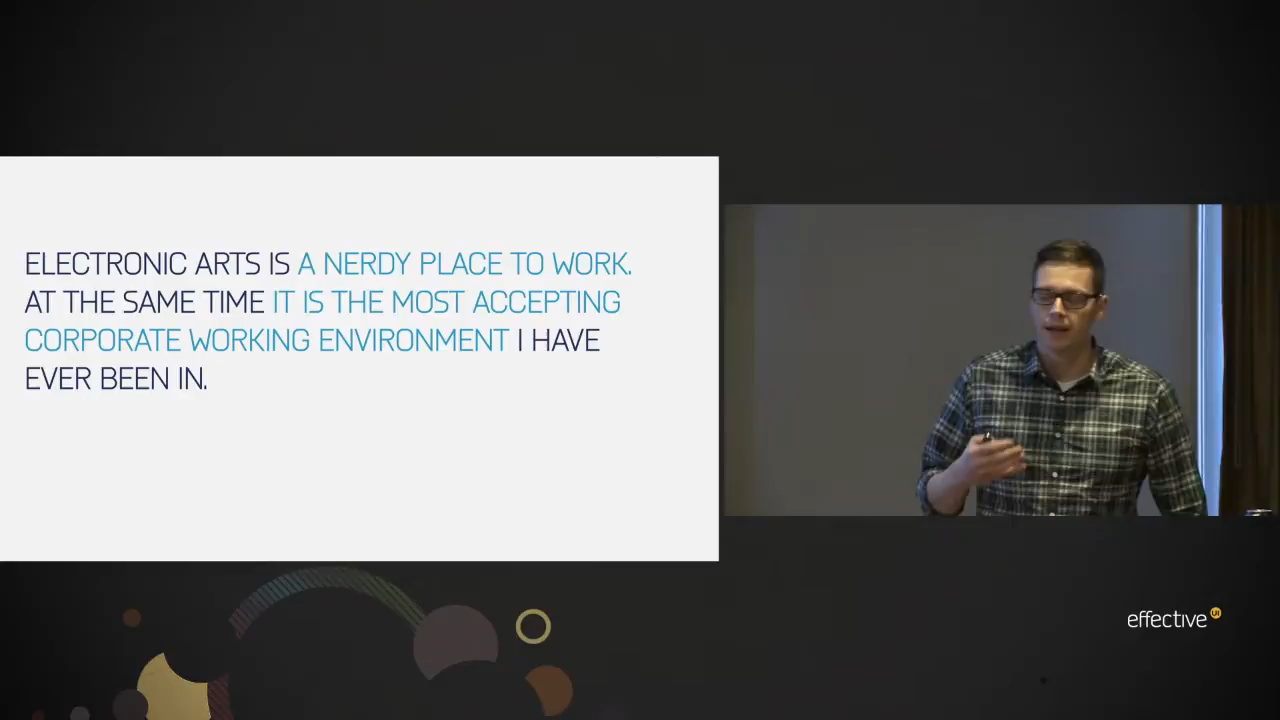 ELECTRONIC ARTS IS A NERDY PLACE TO WORK.
AT THE SAME TIME IT IS THE MOST ACCEPTING
CORPORATE WORKING ENVIRONMENT I HAVE
EVER BEEN IN.
effective UI